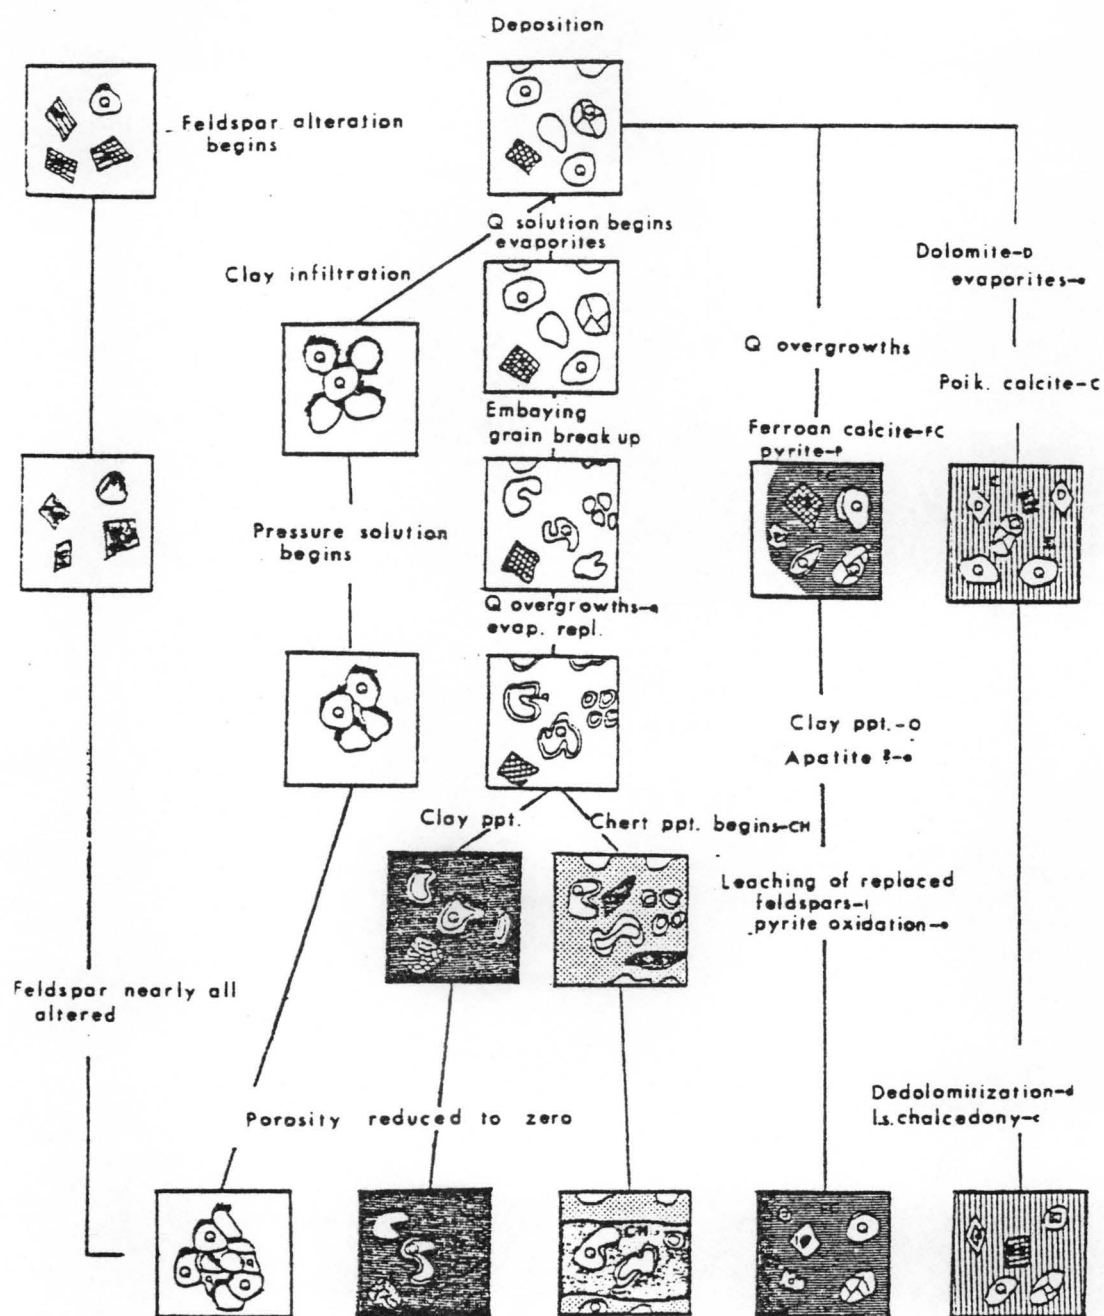 Deposition
Feldspar alteration
begins
Q solution begins
evaporites
Clay infiltration
Dolomite-D
evaporites-e
Q overgrowths
Poik. calcite-C
Embaying
grain break up
Ferroan calcite-FC
pyrite-P
Pressure solution
begins
Q overgrowths-
evap. repl.
Clay ppt.-O
Apatite
Clay ppt.
Chert ppt. begins-CH
Leaching of replaced
feldspars-
pyrite oxidation-
Feldspar nearly all
altered
Dedolomitization-d
l.s.chalcedony-c
Porosity reduced to zero
CH